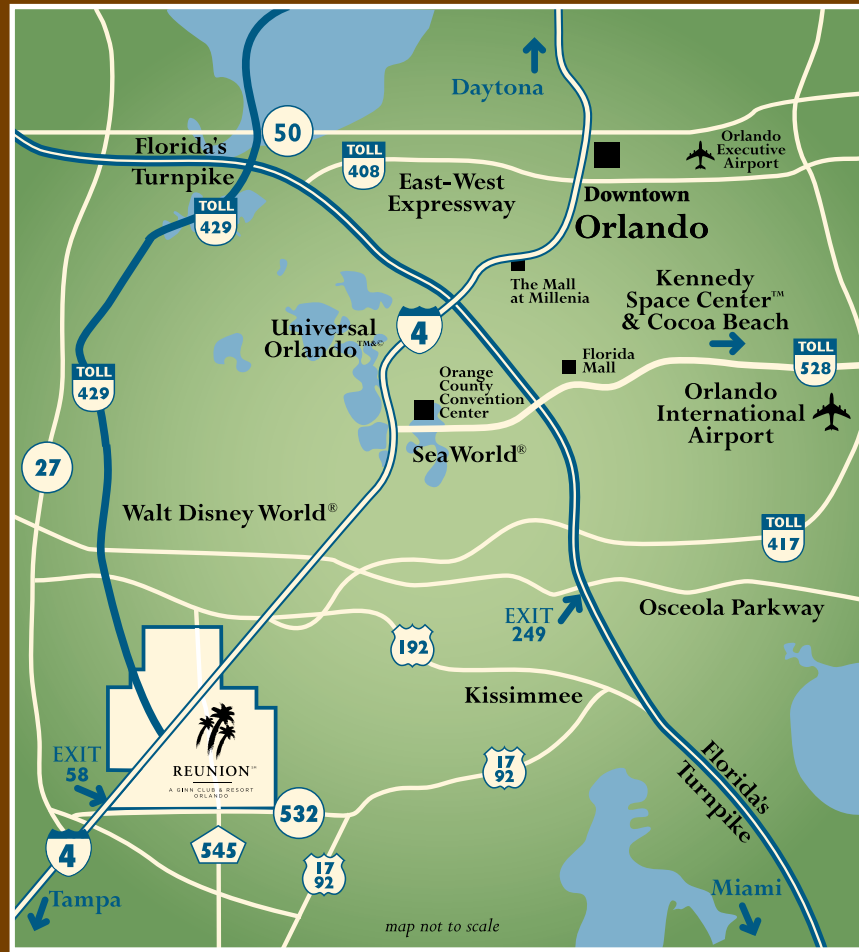 Daytona
50
Florida's
Turnpike
TOLL
408
East-West
Expressway
Orlando
Executive
Airport
Downtown
Orlando
TOLL
429
The Mall
at Millenia
Kennedy
Space Center™
& Cocoa Beach
Universal
Orlando™&©
4
Florida
Mall
TOLL
528
TOLL
429
Orange
County
Convention
Center
Orlando
International
Airport
SeaWorld®
27
Walt Disney World®
TOLL
417
EXIT
249
Osceola Parkway
192
Kissimmee
REUNION℠
A GINN CLUB & RESORT
ORLANDO
EXIT
58
17
92
Florida's
Turnpike
532
545
4
17
92
Tampa
Miami
map not to scale